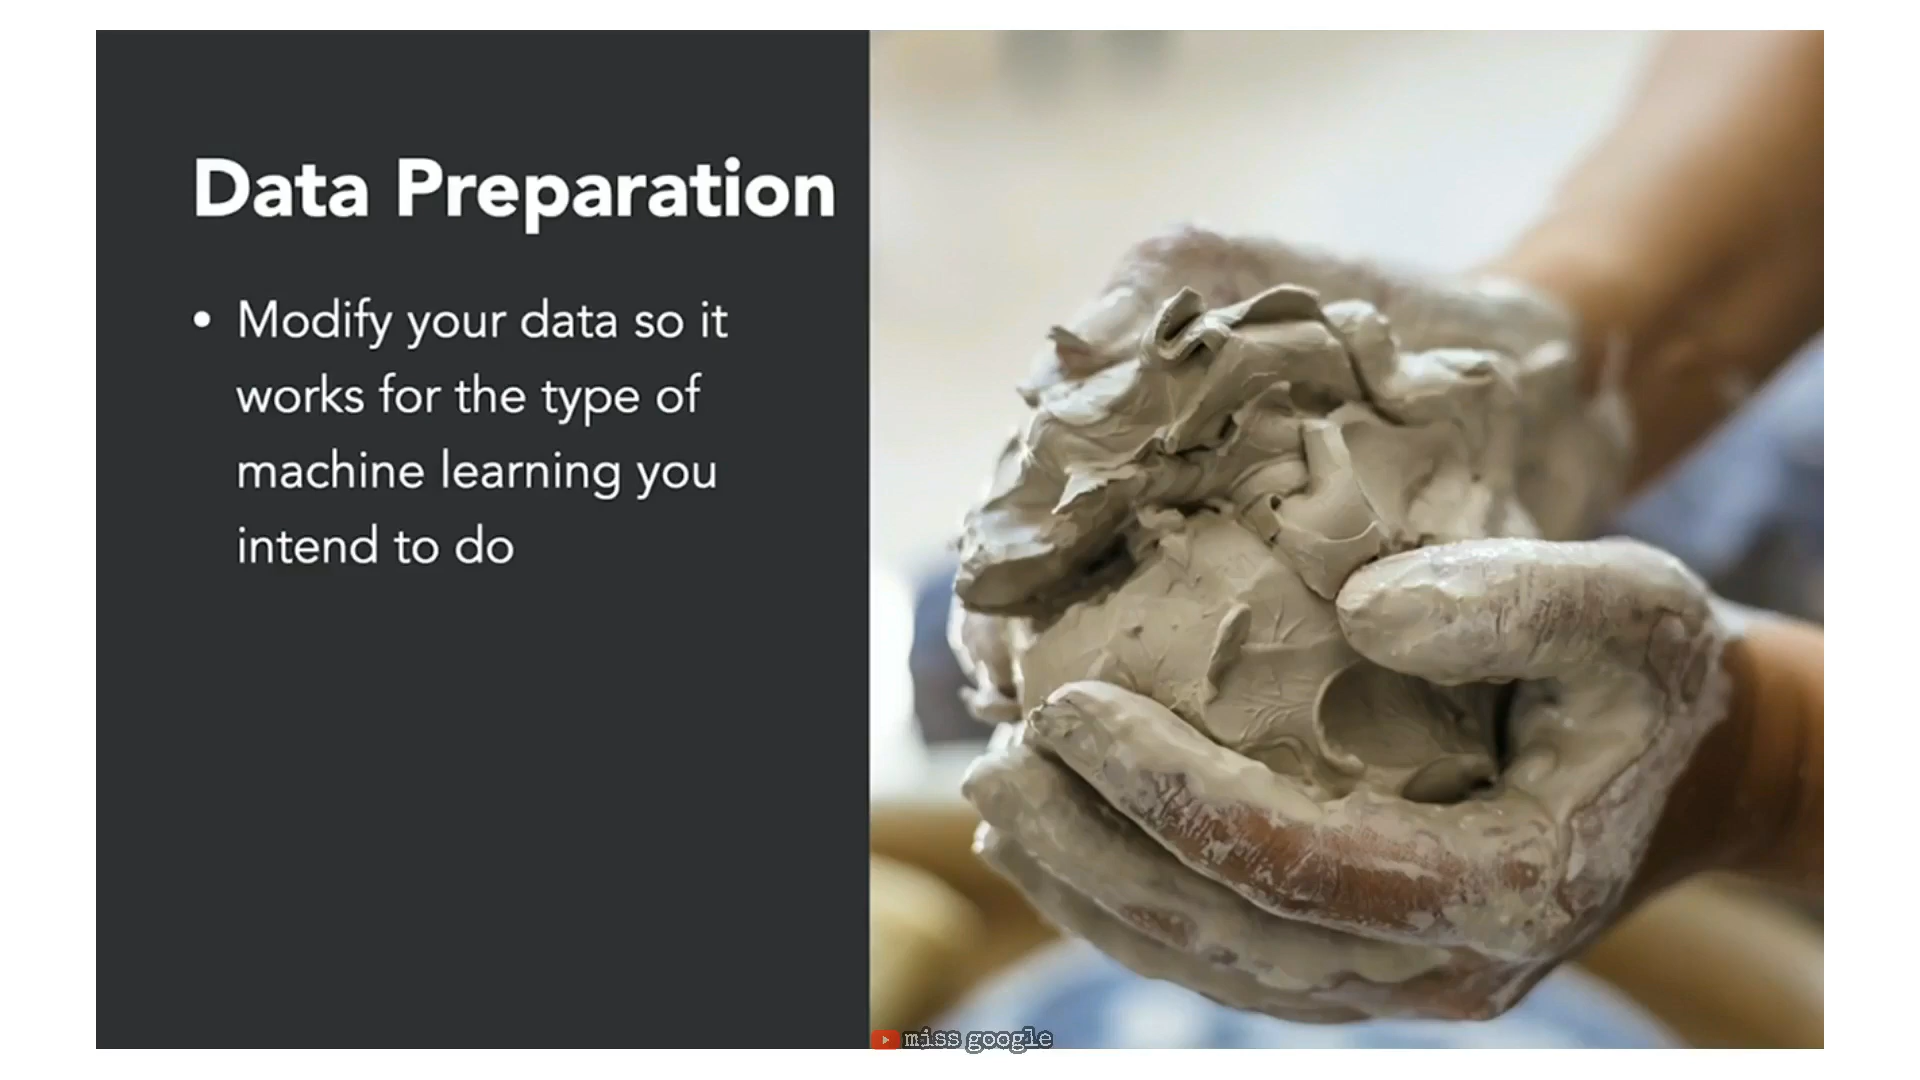 Data Preparation
• Modify your data so it
works for the type of
machine learning you
intend to do
miss google